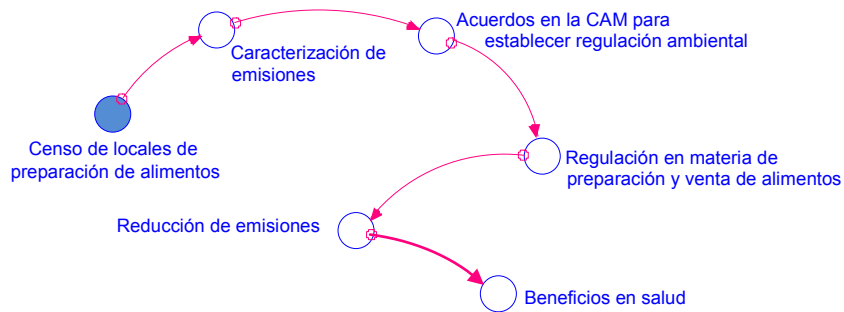 Acuerdos en la CAM para
establecer regulación ambiental
Caracterización de
emisiones
Censo de locales de
preparación de alimentos
Regulación en materia de
preparación y venta de alimentos
Reducción de emisiones
Beneficios en salud